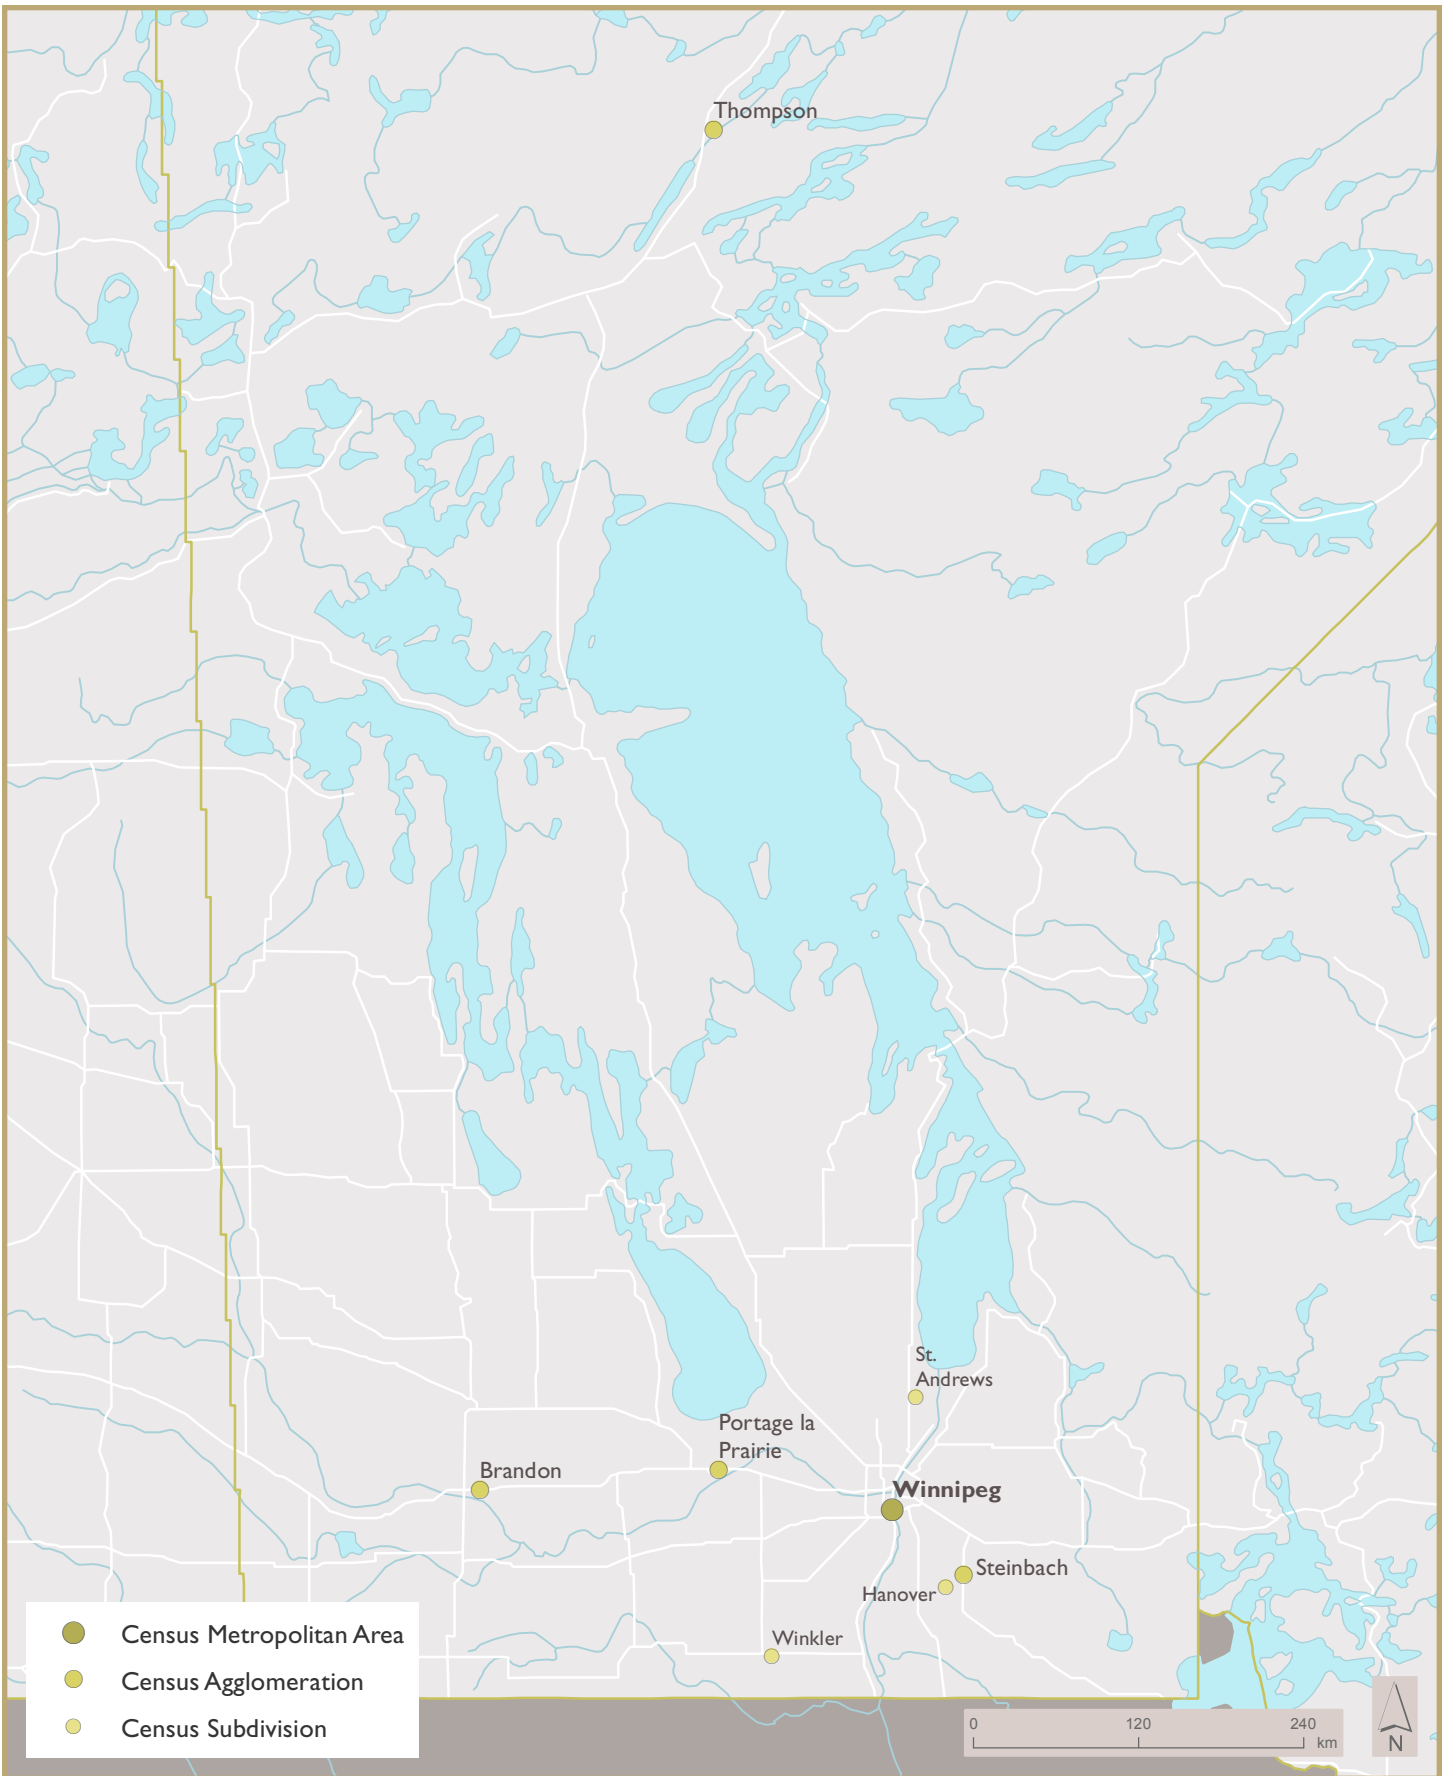 Thompson
St.
Andrews
Portage la
Prairie
Brandon
Winnipeg
Steinbach
Hanover
Winkler
Census Metropolitan Area
Census Agglomeration
Census Subdivision
0 120 240
km
N